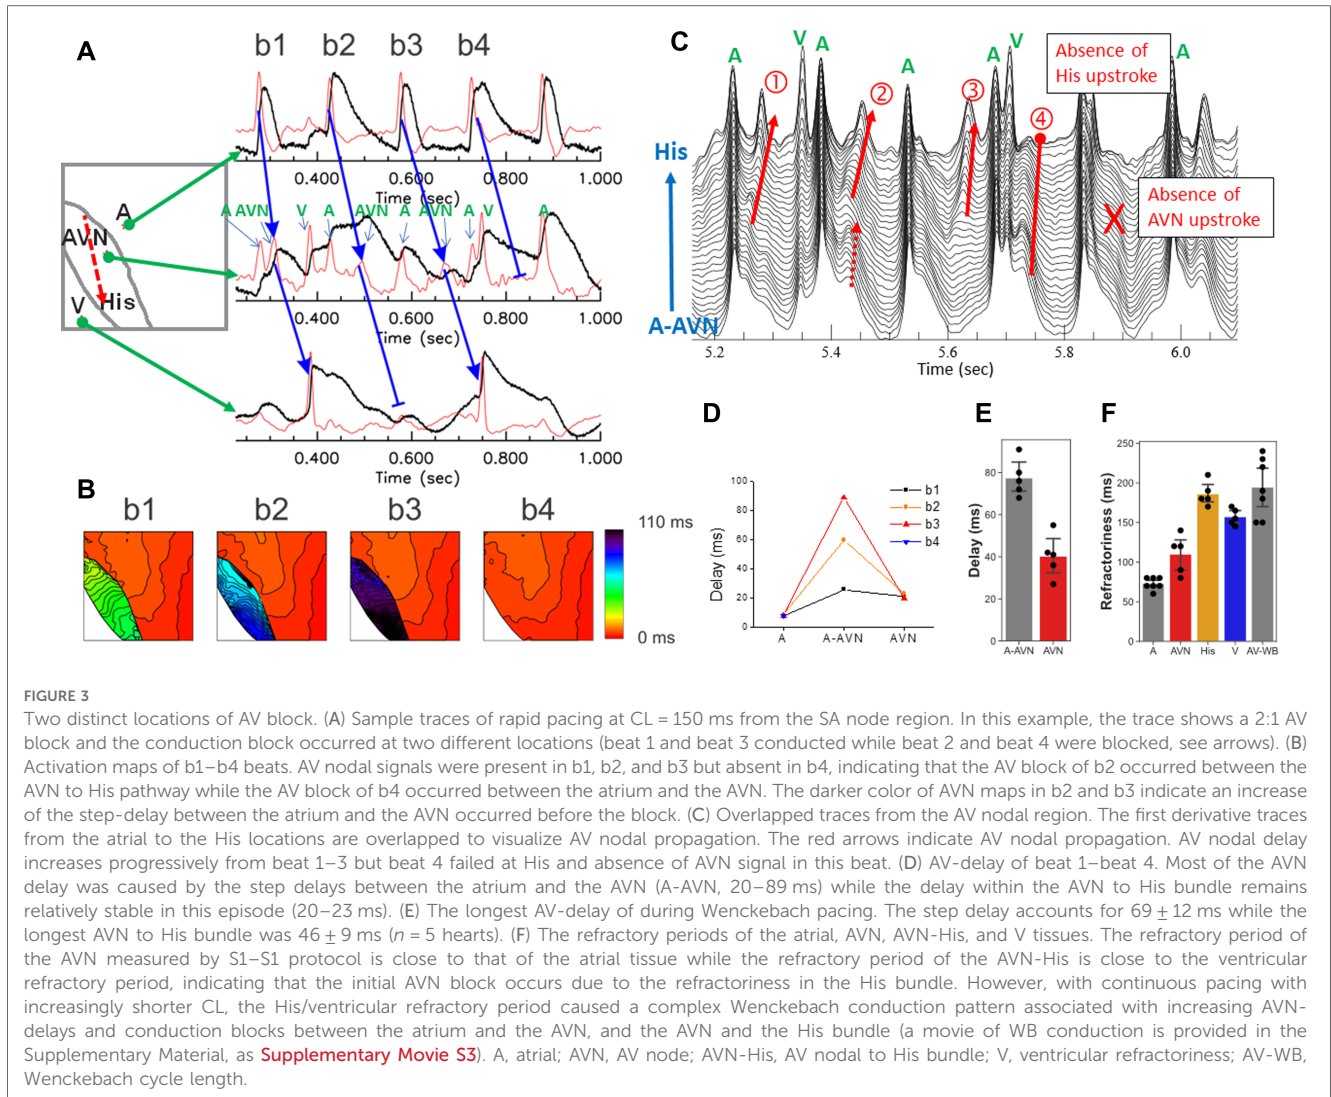 A
b1 b2 b3 b4
0.400 0.600 0.800 1.000
Time (sec)
A AVN V A AVN A AVN A V A
0.400 0.600 0.800 1.000
Time (sec)
0.400 0.600 0.800 1.000
Time (sec)
A
AVN
V His
B
b1 b2 b3 b4
110 ms
0 ms
C
A V A A A V A
① ② ③ ④
Absence of
His upstroke
Absence of
AVN upstroke
X
His
A-AVN
5.2 5.4 5.6 5.8 6.0
Time (sec)
D
Delay (ms)
100
80
60
40
20
0
A A-AVN AVN
b1
b2
b3
b4
E
Delay (ms)
80
60
40
20
0
A-AVN AVN
F
Refractoriness (ms)
250
200
150
100
50
0
A AVN His V AV-WB
FIGURE 3
Two distinct locations of AV block. (A) Sample traces of rapid pacing at CL = 150 ms from the SA node region. In this example, the trace shows a 2:1 AV
block and the conduction block occurred at two different locations (beat 1 and beat 3 conducted while beat 2 and beat 4 were blocked, see arrows). (B)
Activation maps of b1–b4 beats. AV nodal signals were present in b1, b2, and b3 but absent in b4, indicating that the AV block of b2 occurred between the
AVN to His pathway while the AV block of b4 occurred between the atrium and the AVN. The darker color of AVN maps in b2 and b3 indicate an increase
of the step-delay between the atrium and the AVN occurred before the block. (C) Overlapped traces from the AV nodal region. The first derivative traces
from the atrial to the His locations are overlapped to visualize AV nodal propagation. The red arrows indicate AV nodal propagation. AV nodal delay
increases progressively from beat 1–3 but beat 4 failed at His and absence of AVN signal in this beat. (D) AV-delay of beat 1–beat 4. Most of the AVN
delay was caused by the step delays between the atrium and the AVN (A-AVN, 20–89 ms) while the delay within the AVN to His bundle remains
relatively stable in this episode (20–23 ms). (E) The longest AV-delay of during Wenckebach pacing. The step delay accounts for 69 ± 12 ms while the
longest AVN to His bundle was 46 ± 9 ms (n = 5 hearts). (F) The refractory periods of the atrial, AVN, AVN-His, and V tissues. The refractory period of
the AVN measured by S1–S1 protocol is close to that of the atrial tissue while the refractory period of the AVN-His is close to the ventricular
refractory period, indicating that the initial AVN block occurs due to the refractoriness in the His bundle. However, with continuous pacing with
increasingly shorter CL, the His/ventricular refractory period caused a complex Wenckebach conduction pattern associated with increasing AVN-
delays and conduction blocks between the atrium and the AVN, and the AVN and the His bundle (a movie of WB conduction is provided in the
Supplementary Material, as Supplementary Movie S3). A, atrial; AVN, AV node; AVN-His, AV nodal to His bundle; V, ventricular refractoriness; AV-WB,
Wenckebach cycle length.